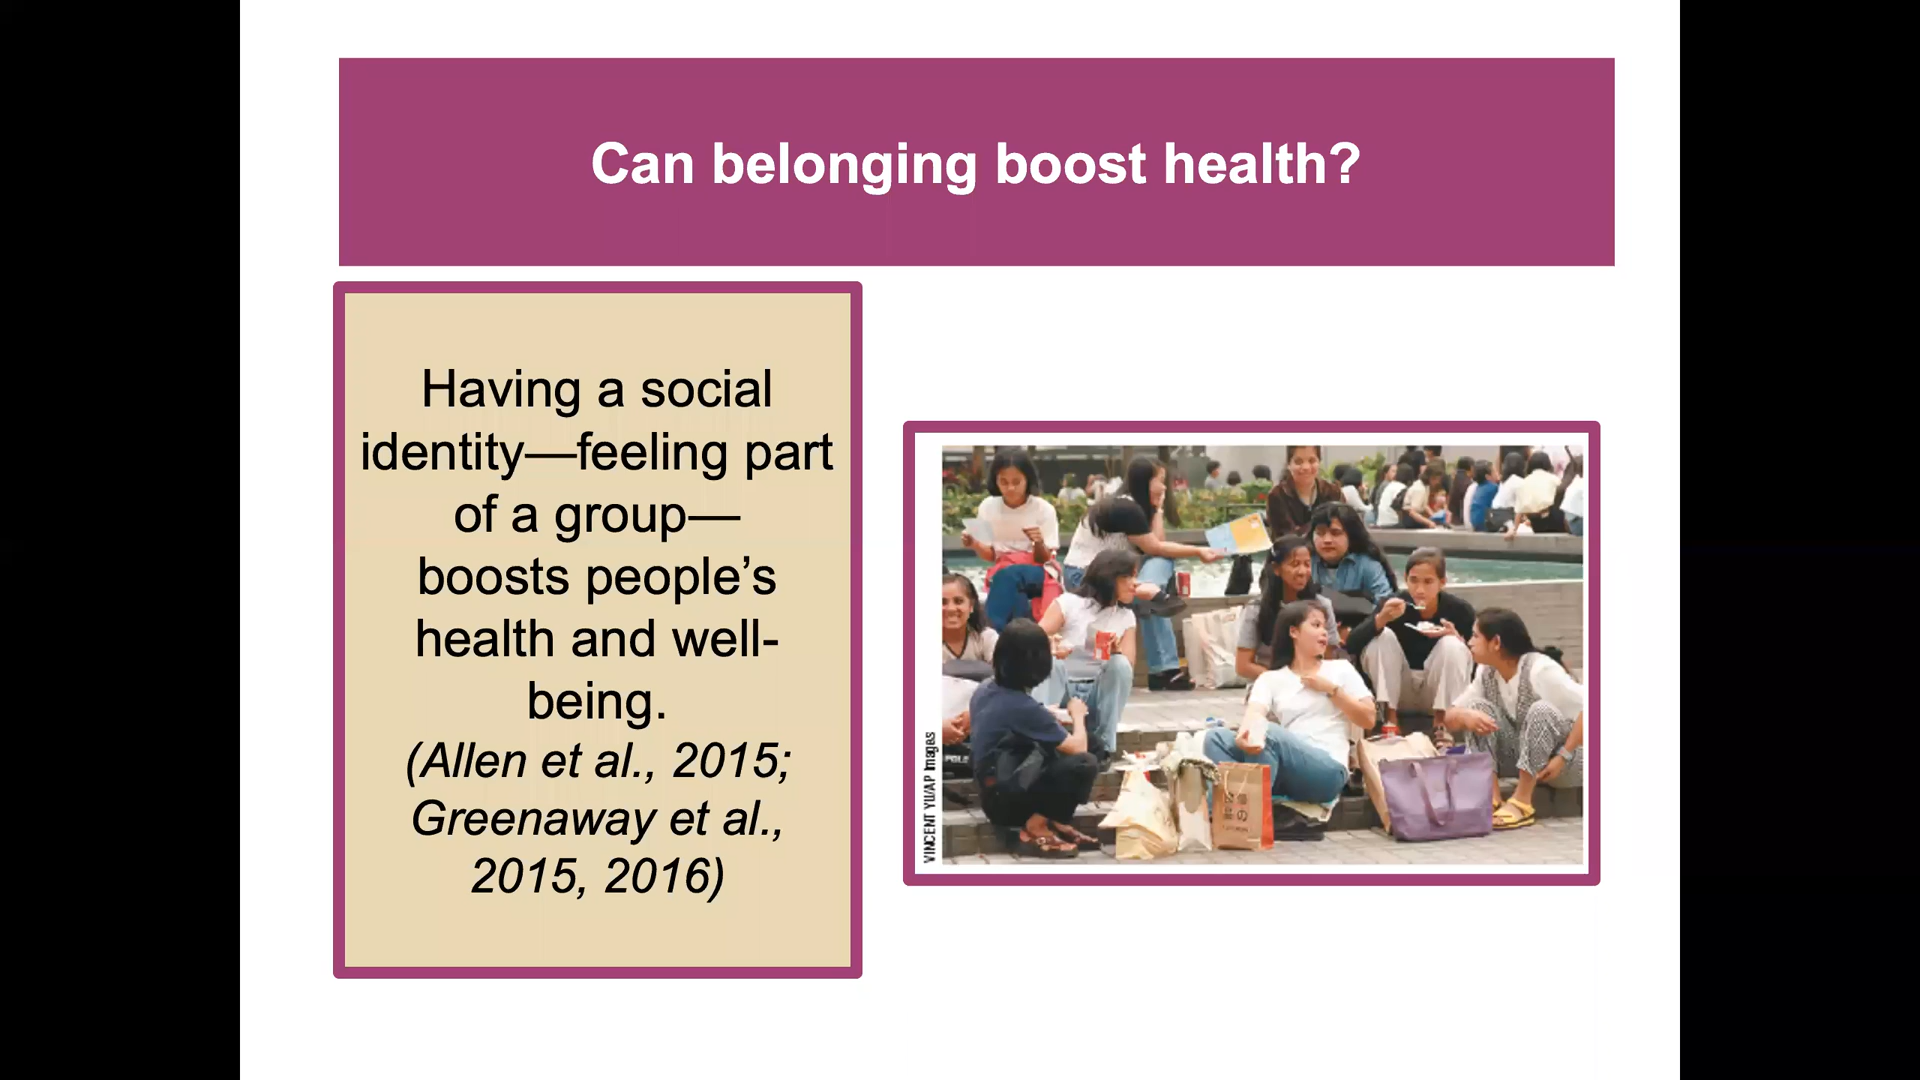 Can belonging boost health?
Having a social
identity—feeling part
of a group—
boosts people’s
health and well-
being.
(Allen et al., 2015;
Greenaway et al.,
2015, 2016)
VINCENT YU/AP Images